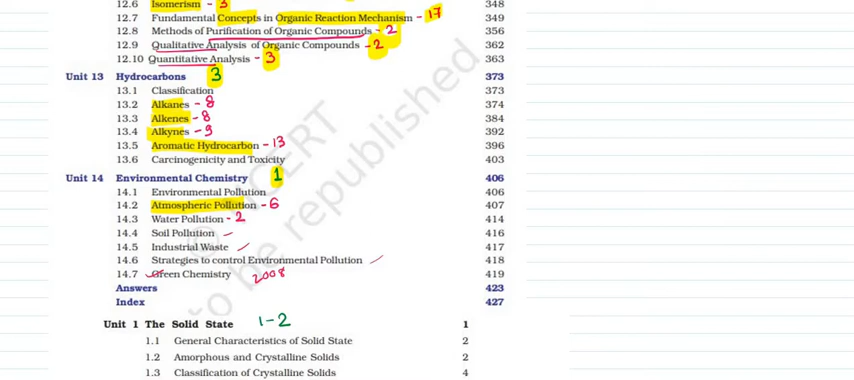 12.6 Isomerism - 3 348
12.7 Fundamental Concepts in Organic Reaction Mechanism - 17 349
12.8 Methods of Purification of Organic Compounds - 2 356
12.9 Qualitative Analysis of Organic Compounds - 2 362
12.10 Quantitative Analysis - 3 363
Unit 13 Hydrocarbons 3 373
13.1 Classification 373
13.2 Alkanes - 8 374
13.3 Alkenes - 8 384
13.4 Alkynes - 9 392
13.5 Aromatic Hydrocarbon - 13 396
13.6 Carcinogenicity and Toxicity 403
Unit 14 Environmental Chemistry 1 406
14.1 Environmental Pollution 406
14.2 Atmospheric Pollution - 6 407
14.3 Water Pollution - 2 414
14.4 Soil Pollution 416
14.5 Industrial Waste 417
14.6 Strategies to control Environmental Pollution 418
14.7 Green Chemistry 2008 419
Answers 423
Index 427
Unit 1 The Solid State 1-2 1
1.1 General Characteristics of Solid State 2
1.2 Amorphous and Crystalline Solids 2
1.3 Classification of Crystalline Solids 4
© NCERT
to be republished